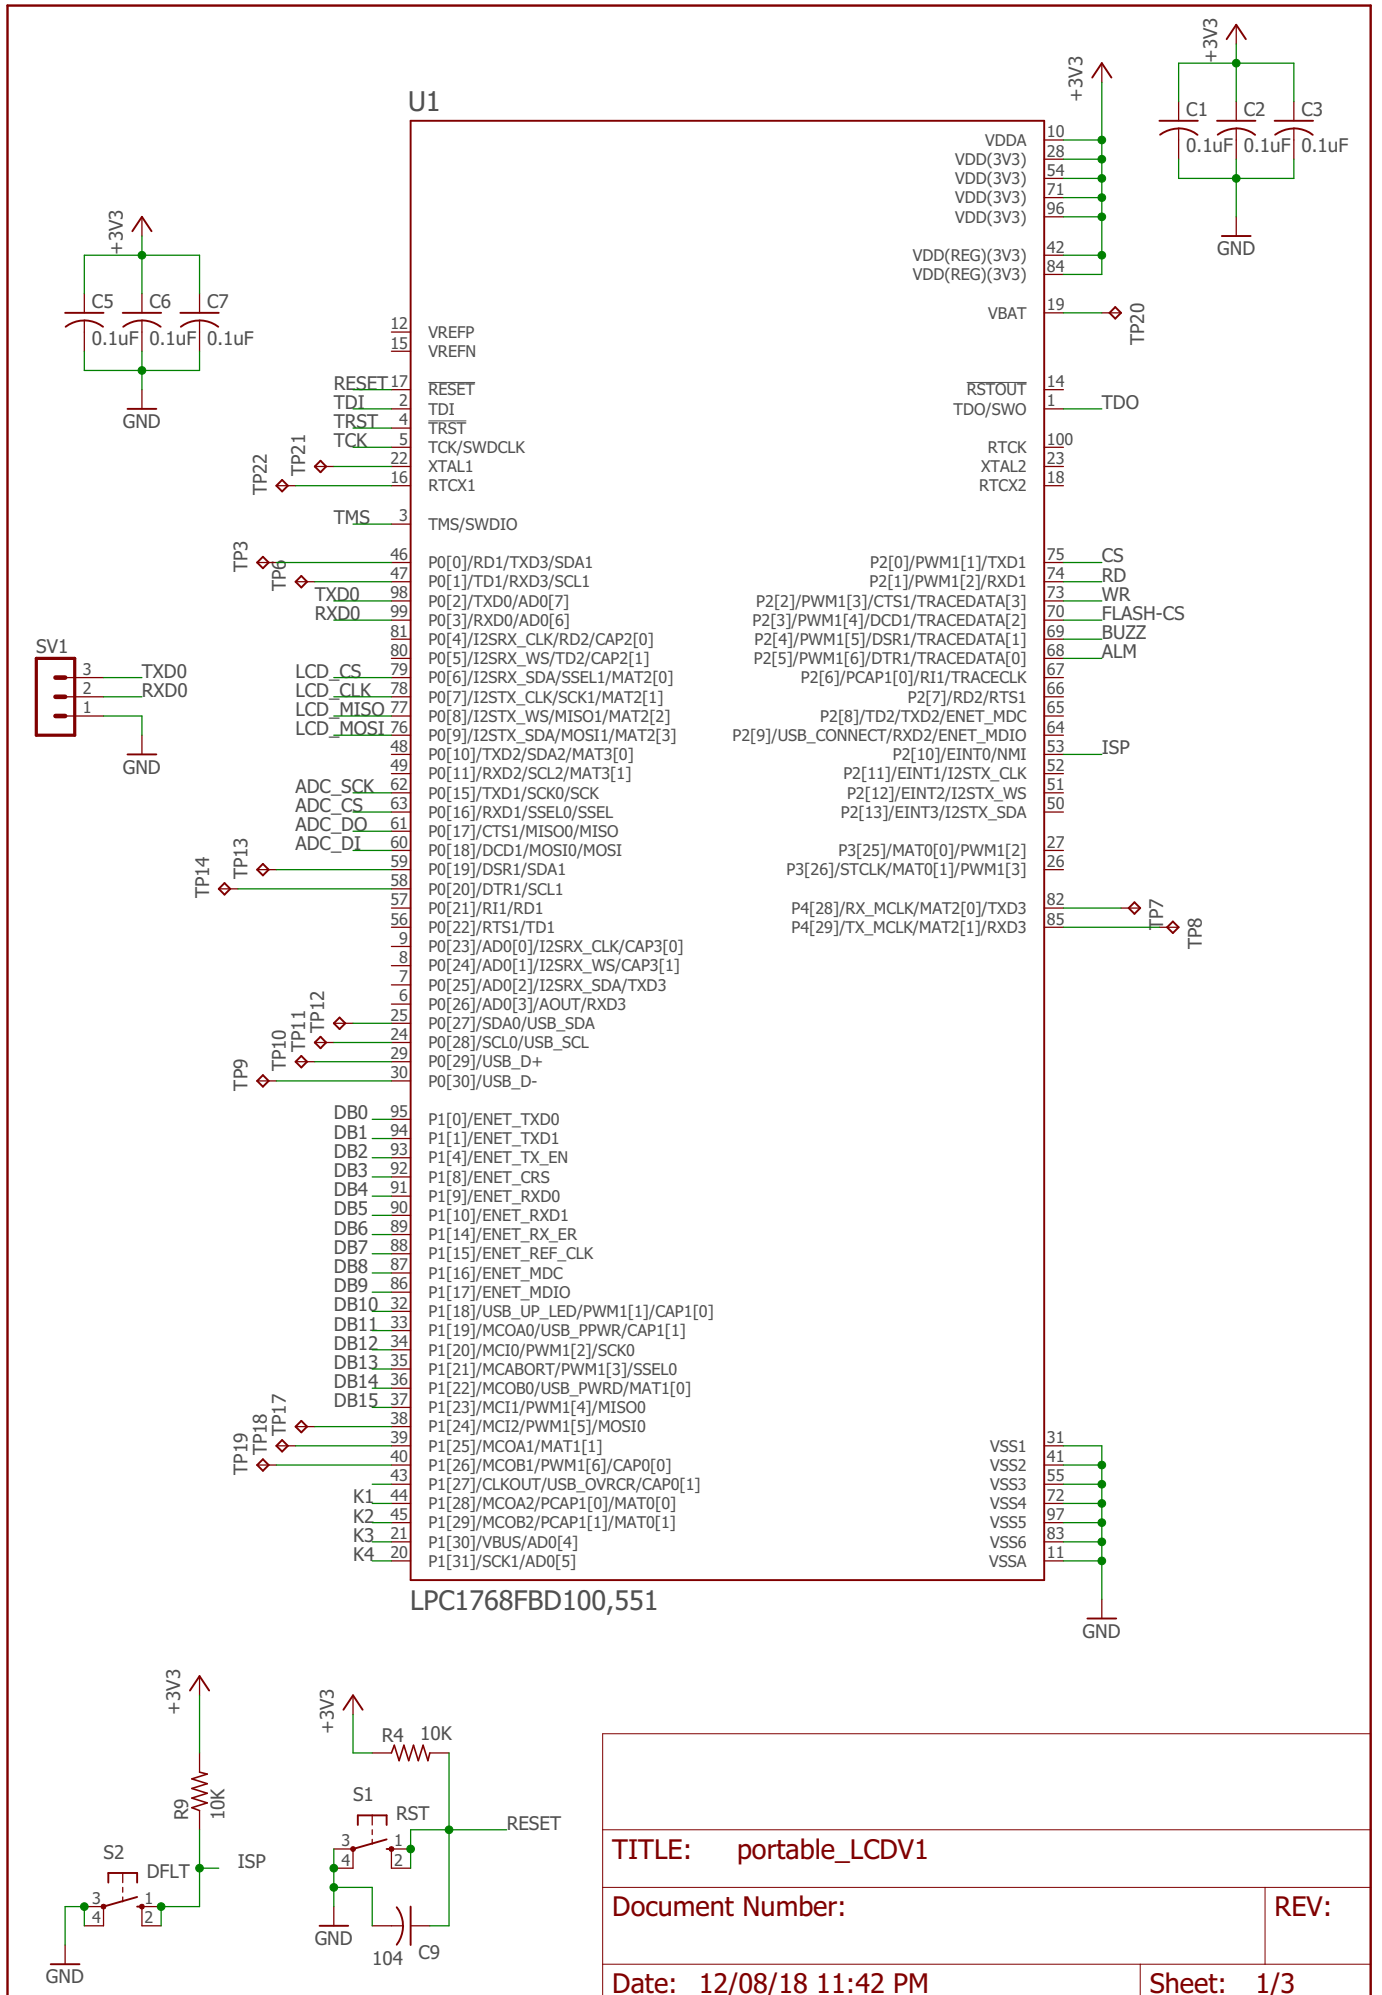 U1
+3V3
+3V3
C1 C2 C3
0.1uF 0.1uF 0.1uF
GND
+3V3
C5 C6 C7
0.1uF 0.1uF 0.1uF
GND
VDDA 10
VDD(3V3) 28
VDD(3V3) 54
VDD(3V3) 71
VDD(3V3) 96
VDD(REG)(3V3) 42
VDD(REG)(3V3) 84
VBAT 19 TP20
12 VREFP
15 VREFN
RESET 17 RESET
TDI 2 TDI
TRST 4 TRST
TCK 5 TCK/SWDCLK
TP21 22 XTAL1
TP22 16 RTCX1
TMS 3 TMS/SWDIO
RSTOUT 14
TDO/SWO 1 TDO
RTCK 100
XTAL2 23
RTCX2 18
TP3 46 P0[0]/RD1/TXD3/SDA1
TP6 47 P0[1]/TD1/RXD3/SCL1
TXD0 98 P0[2]/TXD0/AD0[7]
RXD0 99 P0[3]/RXD0/AD0[6]
81 P0[4]/I2SRX_CLK/RD2/CAP2[0]
80 P0[5]/I2SRX_WS/TD2/CAP2[1]
LCD_CS 79 P0[6]/I2SRX_SDA/SSEL1/MAT2[0]
LCD_CLK 78 P0[7]/I2STX_CLK/SCK1/MAT2[1]
LCD_MISO 77 P0[8]/I2STX_WS/MISO1/MAT2[2]
LCD_MOSI 76 P0[9]/I2STX_SDA/MOSI1/MAT2[3]
48 P0[10]/TXD2/SDA2/MAT3[0]
49 P0[11]/RXD2/SCL2/MAT3[1]
ADC_SCK 62 P0[15]/TXD1/SCK0/SCK
ADC_CS 63 P0[16]/RXD1/SSEL0/SSEL
ADC_DO 61 P0[17]/CTS1/MISO0/MISO
ADC_DI 60 P0[18]/DCD1/MOSI0/MOSI
TP13 59 P0[19]/DSR1/SDA1
TP14 58 P0[20]/DTR1/SCL1
57 P0[21]/RI1/RD1
56 P0[22]/RTS1/TD1
9 P0[23]/AD0[0]/I2SRX_CLK/CAP3[0]
8 P0[24]/AD0[1]/I2SRX_WS/CAP3[1]
7 P0[25]/AD0[2]/I2SRX_SDA/TXD3
6 P0[26]/AD0[3]/AOUT/RXD3
TP12 25 P0[27]/SDA0/USB_SDA
TP11 24 P0[28]/SCL0/USB_SCL
TP10 29 P0[29]/USB_D+
TP9 30 P0[30]/USB_D-
SV1
3 TXD0
2 RXD0
1
GND
P2[0]/PWM1[1]/TXD1 75 CS
P2[1]/PWM1[2]/RXD1 74 RD
P2[2]/PWM1[3]/CTS1/TRACEDATA[3] 73 WR
P2[3]/PWM1[4]/DCD1/TRACEDATA[2] 70 FLASH-CS
P2[4]/PWM1[5]/DSR1/TRACEDATA[1] 69 BUZZ
P2[5]/PWM1[6]/DTR1/TRACEDATA[0] 68 ALM
P2[6]/PCAP1[0]/RI1/TRACECLK 67
P2[7]/RD2/RTS1 66
P2[8]/TD2/TXD2/ENET_MDC 65
P2[9]/USB_CONNECT/RXD2/ENET_MDIO 64
P2[10]/EINT0/NMI 53 ISP
P2[11]/EINT1/I2STX_CLK 52
P2[12]/EINT2/I2STX_WS 51
P2[13]/EINT3/I2STX_SDA 50
P3[25]/MAT0[0]/PWM1[2] 27
P3[26]/STCLK/MAT0[1]/PWM1[3] 26
P4[28]/RX_MCLK/MAT2[0]/TXD3 82 TP7
P4[29]/TX_MCLK/MAT2[1]/RXD3 85 TP8
DB0 95 P1[0]/ENET_TXD0
DB1 94 P1[1]/ENET_TXD1
DB2 93 P1[4]/ENET_TX_EN
DB3 92 P1[8]/ENET_CRS
DB4 91 P1[9]/ENET_RXD0
DB5 90 P1[10]/ENET_RXD1
DB6 89 P1[14]/ENET_RX_ER
DB7 88 P1[15]/ENET_REF_CLK
DB8 87 P1[16]/ENET_MDC
DB9 86 P1[17]/ENET_MDIO
DB10 32 P1[18]/USB_UP_LED/PWM1[1]/CAP1[0]
DB11 33 P1[19]/MCOA0/USB_PPWR/CAP1[1]
DB12 34 P1[20]/MCI0/PWM1[2]/SCK0
DB13 35 P1[21]/MCABORT/PWM1[3]/SSEL0
DB14 36 P1[22]/MCOB0/USB_PWRD/MAT1[0]
DB15 37 P1[23]/MCI1/PWM1[4]/MISO0
TP17 38 P1[24]/MCI2/PWM1[5]/MOSI0
TP18 39 P1[25]/MCOA1/MAT1[1]
TP19 40 P1[26]/MCOB1/PWM1[6]/CAP0[0]
43 P1[27]/CLKOUT/USB_OVRCR/CAP0[1]
K1 44 P1[28]/MCOA2/PCAP1[0]/MAT0[0]
K2 45 P1[29]/MCOB2/PCAP1[1]/MAT0[1]
K3 21 P1[30]/VBUS/AD0[4]
K4 20 P1[31]/SCK1/AD0[5]
VSS1 31
VSS2 41
VSS3 55
VSS4 72
VSS5 97
VSS6 83
VSSA 11
GND
LPC1768FBD100,551
+3V3
R9
10K
S2
DFLT
ISP
3 1
4 2
GND
+3V3
R4 10K
S1
RST
RESET
3 1
4 2
GND
104 C9
TITLE: portable_LCDV1
Document Number:
REV:
Date: 12/08/18 11:42 PM
Sheet: 1/3